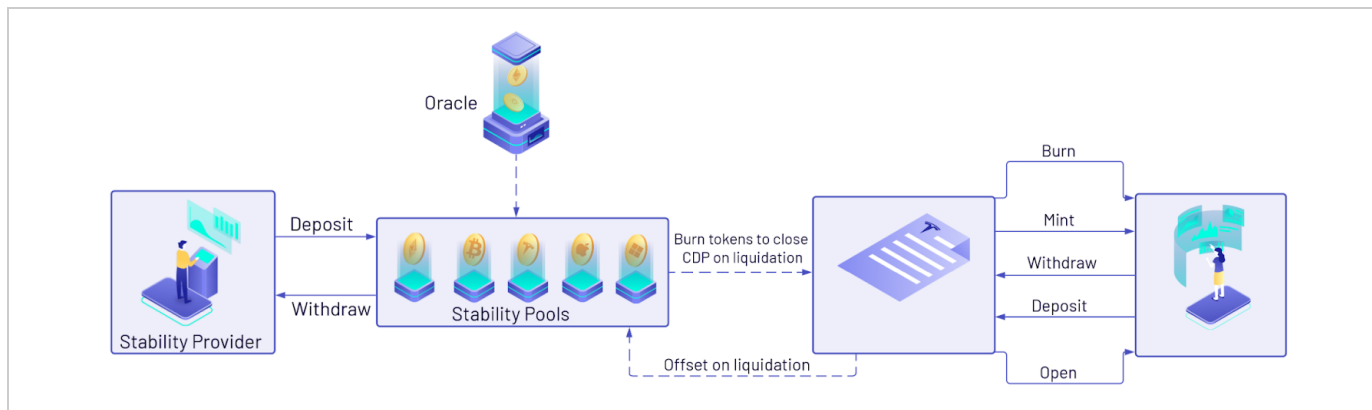 Oracle
Burn
Deposit
Burn tokens to close
CDP on liquidation
Mint
Withdraw
Withdraw
Stability Pools
Deposit
Stability Provider
Offset on liquidation
Open